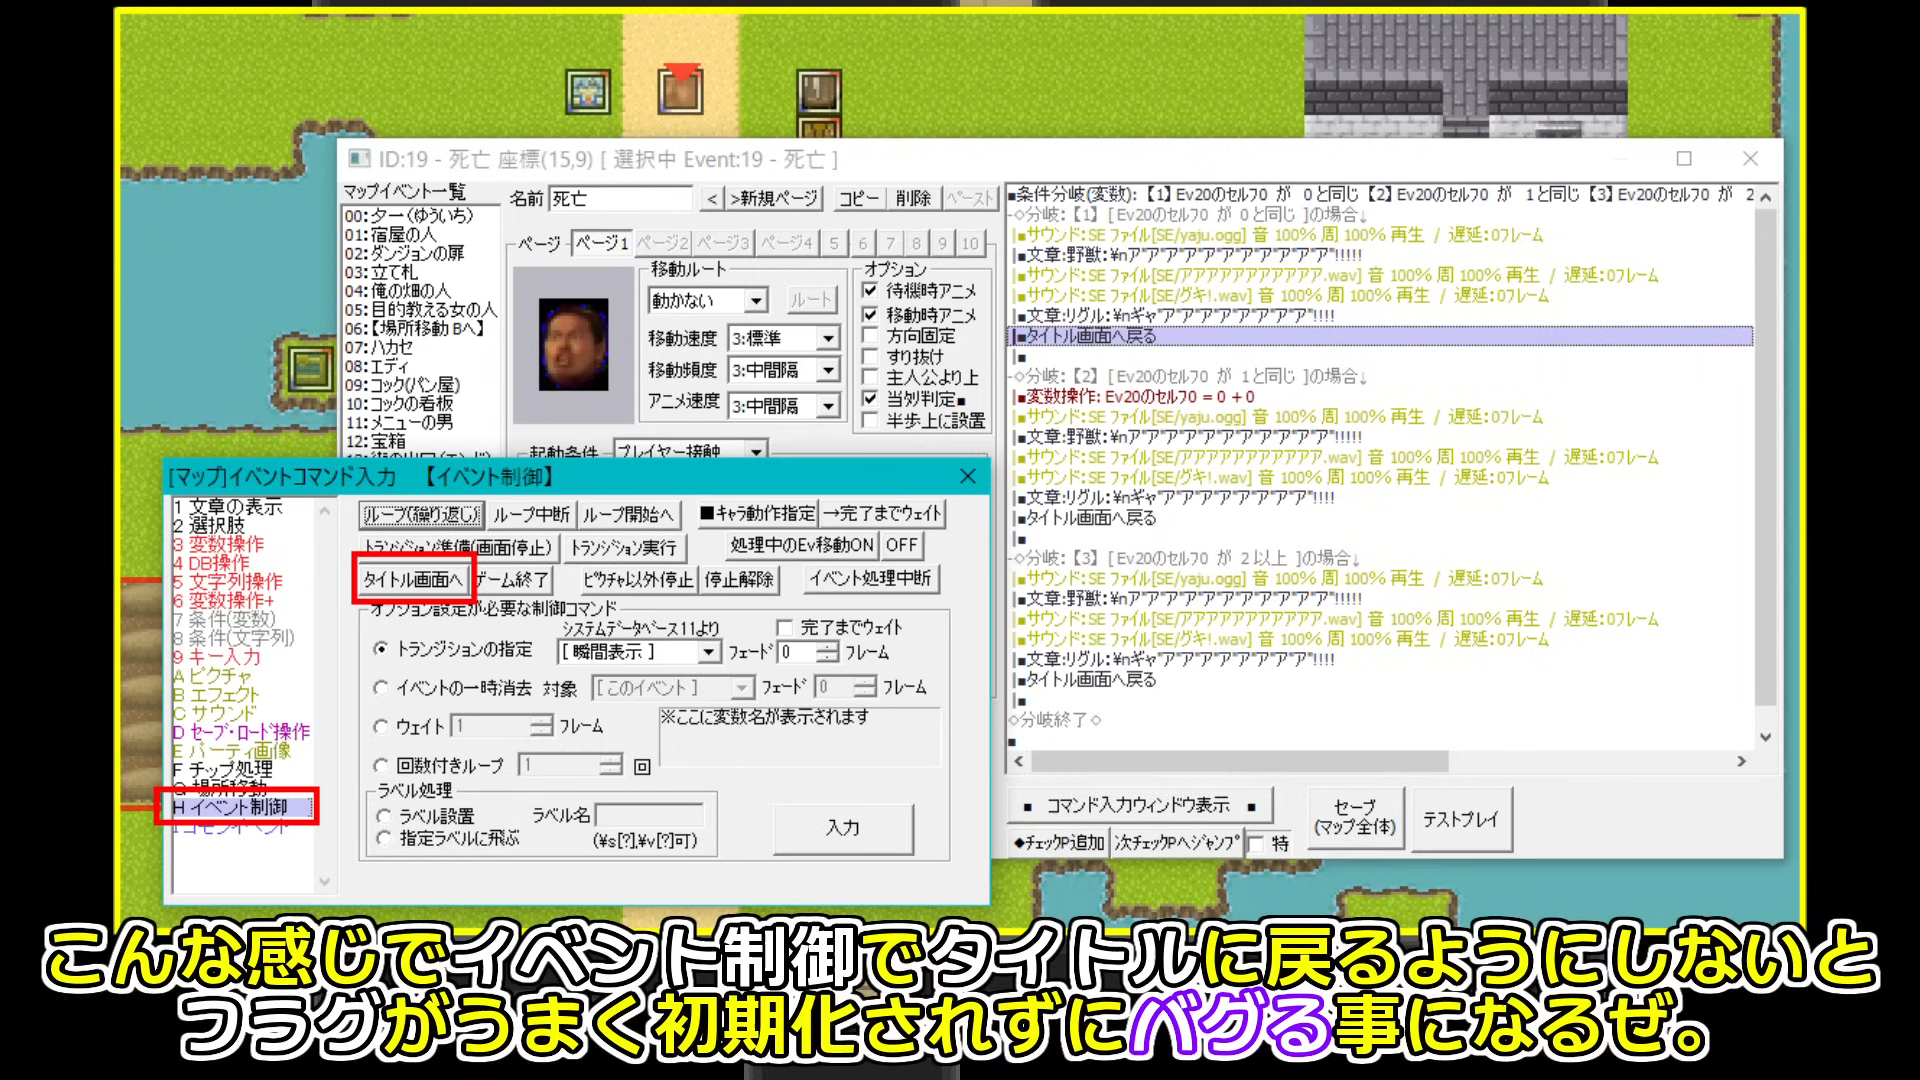 ID:19 - 死亡 座標(15,9) [ 選択中 Event:19 - 死亡 ]
マップイベント一覧
00:夕ー(ゆういち)
01:宿屋の人
02:ダンジョンの扉
03:立て札
04:俺の畑の人
05:目的教える女の人
06:【場所移動 Bへ】
07:ハカセ
08:エディ
09:コック(パン屋)
10:コックの看板
11:メニューの男
12:宝箱
名前 死亡 < >新規ページ コピー 削除 ペースト
ページ ページ1 ページ2 ページ3 ページ4 5 6 7 8 9 10
移動ルート
動かない ルート
移動速度 3:標準
移動頻度 3:中間隔
アニメ速度 3:中間隔
オプション
待機時アニメ
移動時アニメ
方向固定
すり抜け
主人公より上
当列判定■
半歩上に設置
起動条件 プレイヤー接触
■条件分岐(変数):【1】Ev20のセルフ0 が 0と同じ【2】Ev20のセルフ0 が 1と同じ【3】Ev20のセルフ0 が 2
-◇分岐:【1】 [ Ev20のセルフ0 が 0と同じ ]の場合↓
|■サウンド:SE ファイル[SE/yaju.ogg] 音 100% 周 100% 再生 / 遅延:0フレーム
|■文章:野獣:¥nア゙ア゙ア゙ア゙ア゙ア゙ア゙ア゙ア゙ア゙ア゙!!!!!
|■サウンド:SE ファイル[SE/アアアアアアアアアアア.wav] 音 100% 周 100% 再生 / 遅延:0フレーム
|■サウンド:SE ファイル[SE/グキ!.wav] 音 100% 周 100% 再生 / 遅延:0フレーム
|■文章:リグル:¥nギャア゙ア゙ア゙ア゙ア゙ア゙ア゙ア゙!!!!
|■タイトル画面へ戻る
|■
-◇分岐:【2】 [ Ev20のセルフ0 が 1と同じ ]の場合↓
|■変数操作: Ev20のセルフ0 = 0 + 0
|■サウンド:SE ファイル[SE/yaju.ogg] 音 100% 周 100% 再生 / 遅延:0フレーム
|■文章:野獣:¥nア゙ア゙ア゙ア゙ア゙ア゙ア゙ア゙ア゙ア゙ア゙!!!!!
|■サウンド:SE ファイル[SE/アアアアアアアアアアア.wav] 音 100% 周 100% 再生 / 遅延:0フレーム
|■サウンド:SE ファイル[SE/グキ!.wav] 音 100% 周 100% 再生 / 遅延:0フレーム
|■文章:リグル:¥nギャア゙ア゙ア゙ア゙ア゙ア゙ア゙ア゙!!!!
|■タイトル画面へ戻る
|■
-◇分岐:【3】 [ Ev20のセルフ0 が 2以上 ]の場合↓
|■サウンド:SE ファイル[SE/yaju.ogg] 音 100% 周 100% 再生 / 遅延:0フレーム
|■文章:野獣:¥nア゙ア゙ア゙ア゙ア゙ア゙ア゙ア゙ア゙ア゙ア゙!!!!!
|■サウンド:SE ファイル[SE/アアアアアアアアアアア.wav] 音 100% 周 100% 再生 / 遅延:0フレーム
|■サウンド:SE ファイル[SE/グキ!.wav] 音 100% 周 100% 再生 / 遅延:0フレーム
|■文章:リグル:¥nギャア゙ア゙ア゙ア゙ア゙ア゙ア゙ア゙!!!!
|■タイトル画面へ戻る
|■
◇分岐終了◇
■
■ コマンド入力ウィンドウ表示 ■
◆チェックP追加 次チェックPへジャンプ 特
セーブ
(マップ全体)
テストプレイ
[マップ]イベントコマンド入力 【イベント制御】
1 文章の表示
2 選択肢
3 変数操作
4 DB操作
5 文字列操作
6 変数操作+
7 条件(変数)
8 条件(文字列)
9 キー入力
A ピクチャ
B エフェクト
C サウンド
D セーブ・ロード操作
E パーティ画像
F チップ処理
G 場所移動
H イベント制御
I コモンイベント
ループ(繰り返し) ループ中断 ループ開始へ ■キャラ動作指定 →完了までウェイト
トランジション準備(画面停止) トランジション実行 処理中のEv移動ON OFF
タイトル画面へ ゲーム終了 ピクチャ以外停止 停止解除 イベント処理中断
オプション設定が必要な制御コマンド
システムデータベース11より 完了までウェイト
トランジションの指定 [ 瞬間表示 ] フェード 0 フレーム
イベントの一時消去 対象 [ このイベント ] フェード 0 フレーム
ウェイト 1 フレーム ※ここに変数名が表示されます
回数付きループ 1 回
ラベル処理
ラベル設置 ラベル名
指定ラベルに飛ぶ (¥s[?],¥v[?]可)
入力
こんな感じでイベント制御でタイトルに戻るようにしないと
フラグがうまく初期化されずにバグる事になるぜ。